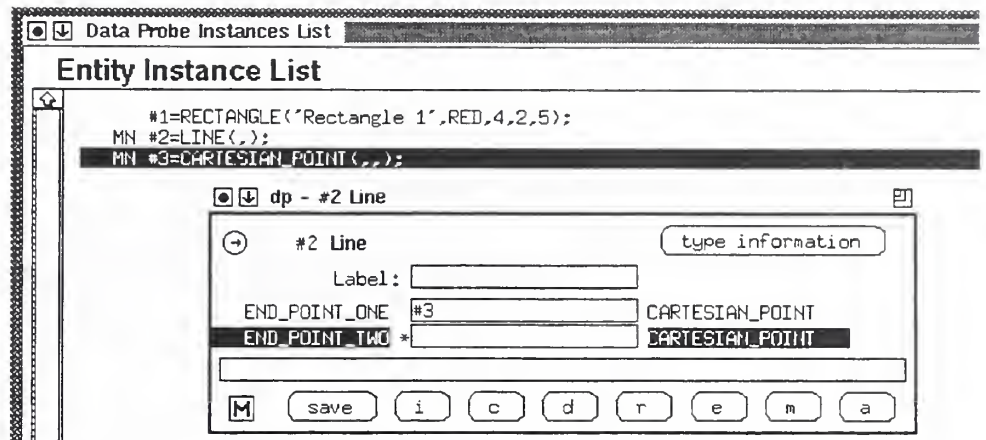 Data Probe Instances List
Entity Instance List
#1=RECTANGLE('Rectangle 1',RED,4,2,5);
MN #2=LINE(,);
MN #3=CARTESIAN_POINT(,,);
dp - #2 Line
#2 Line type information
Label:
END_POINT_ONE #3 CARTESIAN_POINT
END_POINT_TWO * CARTESIAN_POINT
M save i c d r e m a